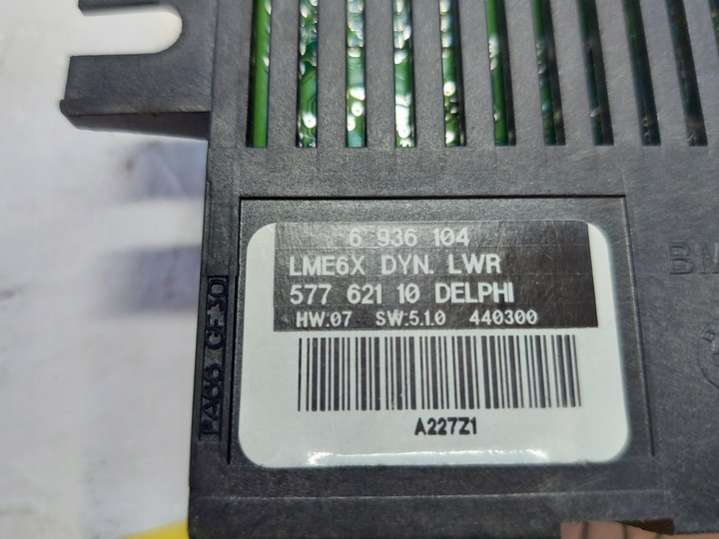 6 936 104
LME6X DYN. LWR
577 621 10 DELPHI
HW:07 SW:5.1.0 440300
A227Z1
PA66 GF30
BM
B